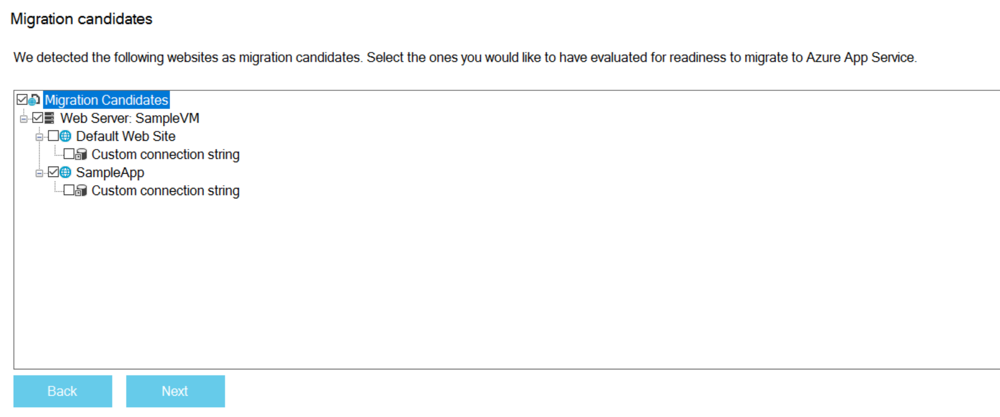 Migration candidates
We detected the following websites as migration candidates. Select the ones you would like to have evaluated for readiness to migrate to Azure App Service.
Migration Candidates
Web Server: SampleVM
Default Web Site
Custom connection string
SampleApp
Custom connection string
Back Next